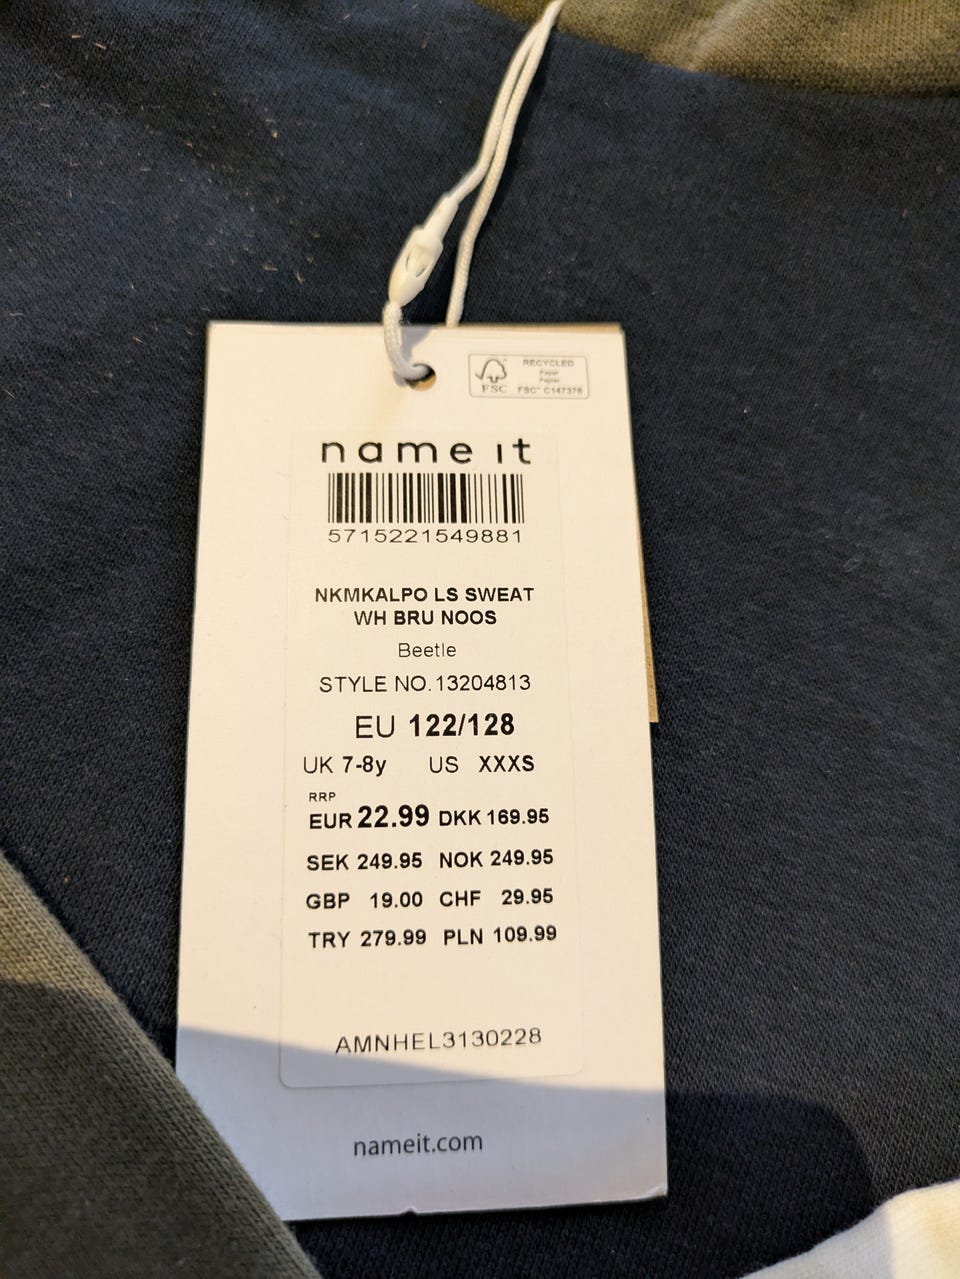 RECYCLED
Paper
Papier
FSC
FSC™ C147378
name it
5715221549881
NKMKALPO LS SWEAT
WH BRU NOOS
Beetle
STYLE NO. 13204813
EU 122/128
UK 7-8y US XXXS
RRP
EUR 22.99 DKK 169.95
SEK 249.95 NOK 249.95
GBP 19.00 CHF 29.95
TRY 279.99 PLN 109.99
AMNHEL3130228
nameit.com